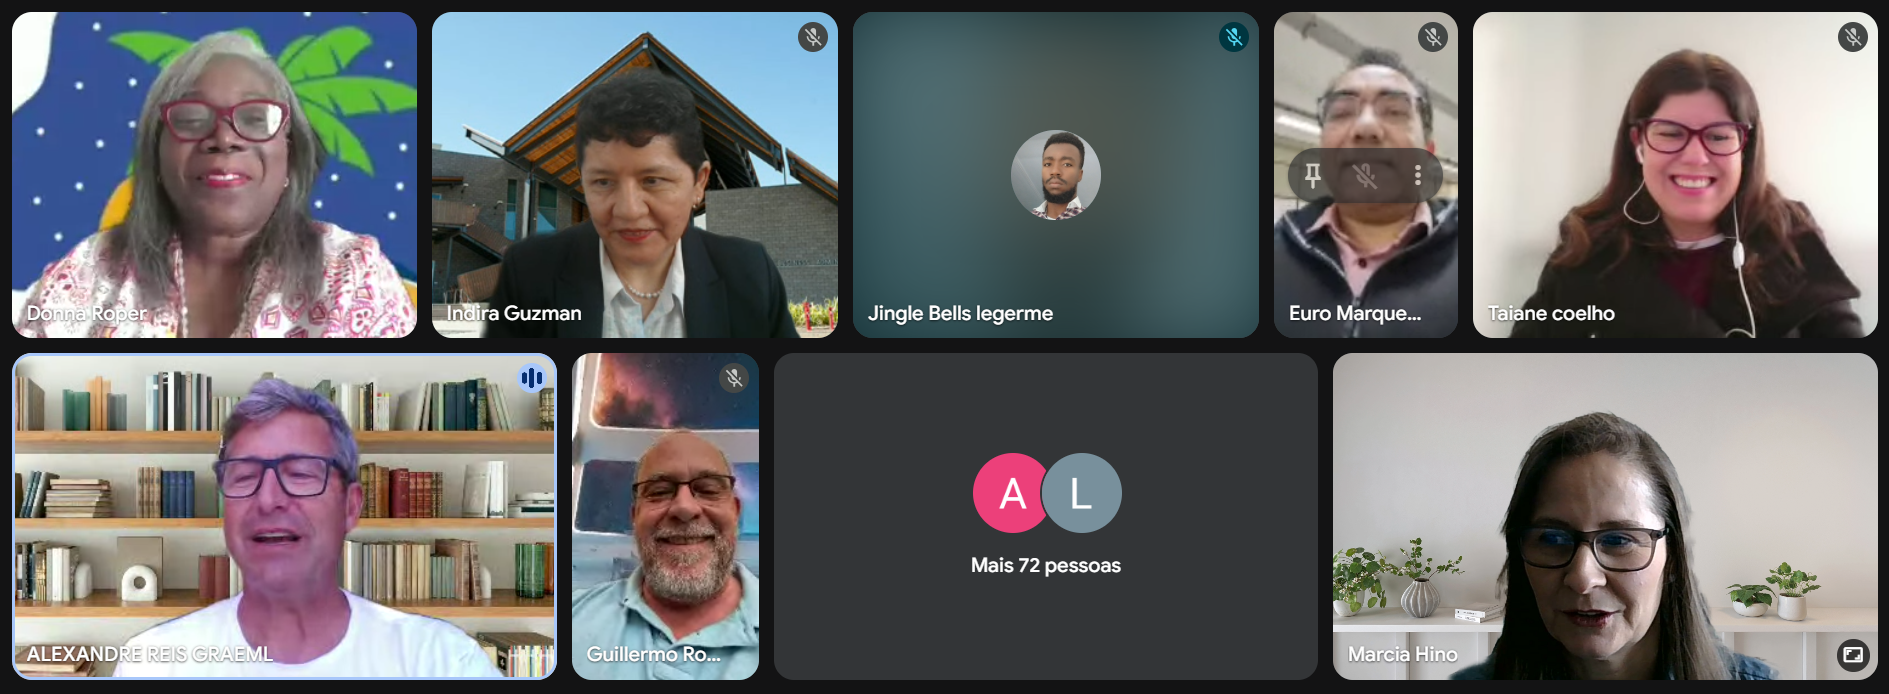 Donna Roper
Indira Guzman
Jingle Bells legerme
Euro Marque...
Taiane coelho
ALEXANDRE REIS GRAEML
Guillermo Ro...
A
L
Mais 72 pessoas
Marcia Hino